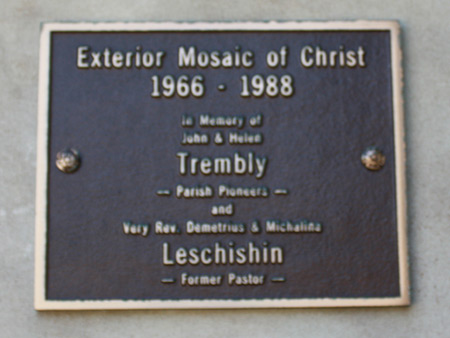 Exterior Mosaic of Christ
1966 - 1988
In Memory of
John & Helen
Trembly
— Parish Pioneers —
and
Very Rev. Demetrius & Michalina
Leschishin
— Former Pastor —